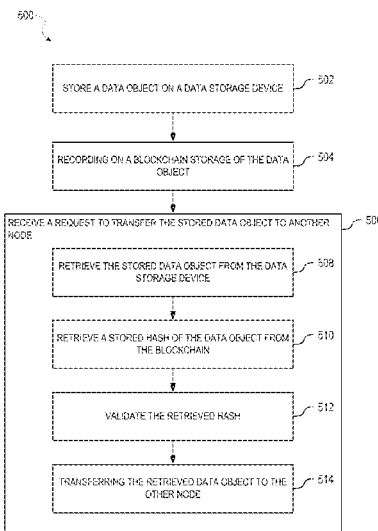 500
STORE A DATA OBJECT ON A DATA STORAGE DEVICE
502
RECORDING ON A BLOCKCHAIN STORAGE OF THE DATA
OBJECT
504
RECEIVE A REQUEST TO TRANSFER THE STORED DATA OBJECT TO ANOTHER
NODE
RETRIEVE THE STORED DATA OBJECT FROM THE DATA
STORAGE DEVICE
508
RETRIEVE A STORED HASH OF THE DATA OBJECT FROM
THE BLOCKCHAIN
510
VALIDATE THE RETRIEVED HASH
512
TRANSFERRING THE RETRIEVED DATA OBJECT TO THE
OTHER NODE
514